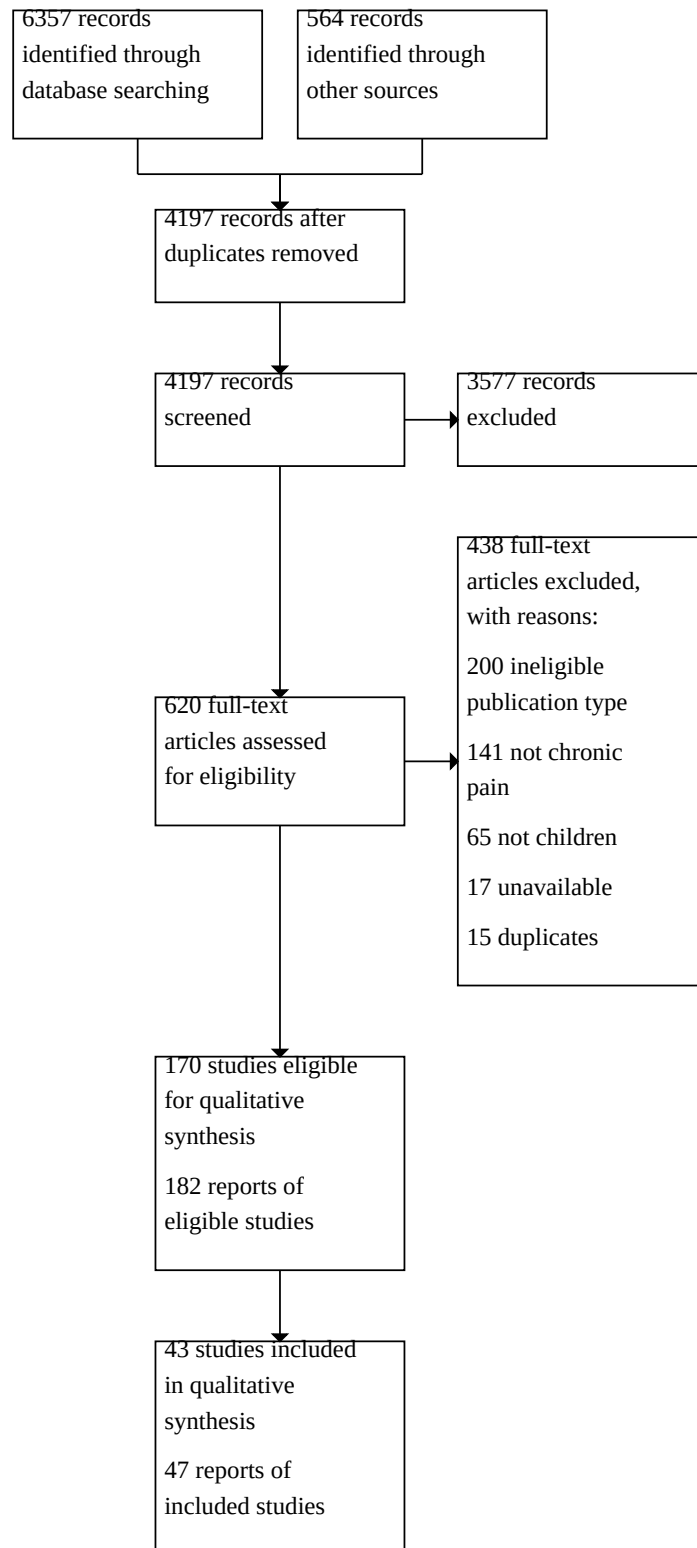 6357 records
identified through
database searching
564 records
identified through
other sources
4197 records after
duplicates removed
4197 records
screened
3577 records
excluded
438 full-text
articles excluded,
with reasons:
200 ineligible
publication type
141 not chronic
pain
65 not children
17 unavailable
15 duplicates
620 full-text
articles assessed
for eligibility
170 studies eligible
for qualitative
synthesis
182 reports of
eligible studies
43 studies included
in qualitative
synthesis
47 reports of
included studies